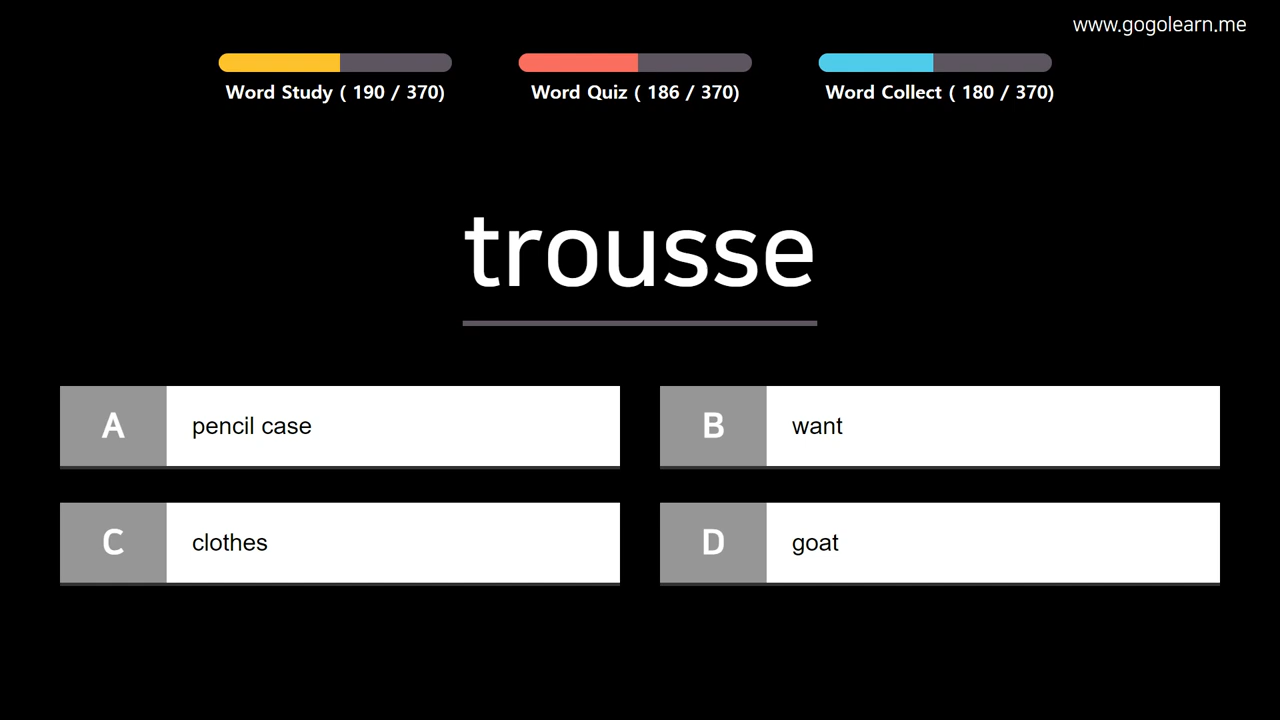 www.gogolearn.me
Word Study ( 190 / 370)
Word Quiz ( 186 / 370)
Word Collect ( 180 / 370)
trousse
A pencil case
B want
C clothes
D goat